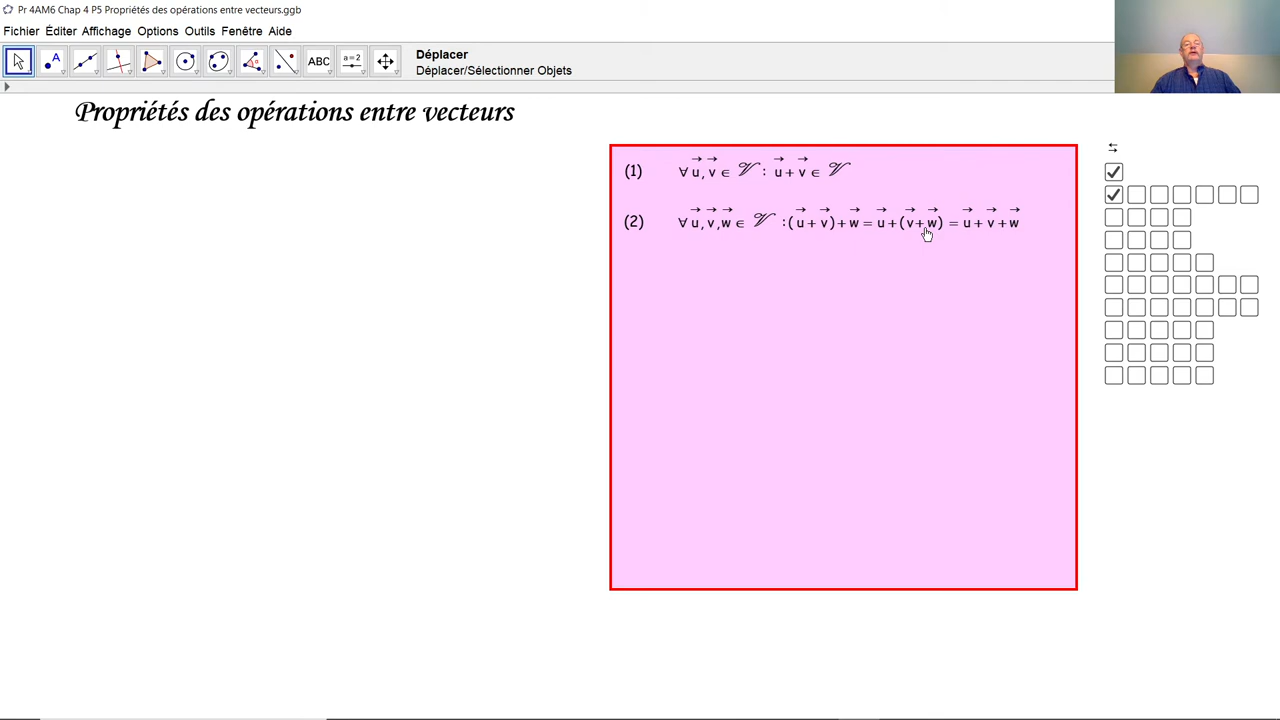 Pr 4AM6 Chap 4 P5 Propriétés des opérations entre vecteurs.ggb
Fichier Éditer Affichage Options Outils Fenêtre Aide
A ABC a=2 Déplacer
Déplacer/Sélectionner Objets
Propriétés des opérations entre vecteurs
(1) ∀ u⃗, v⃗ ∈ 𝒱 : u⃗ + v⃗ ∈ 𝒱
(2) ∀ u⃗, v⃗, w⃗ ∈ 𝒱 : (u⃗ + v⃗) + w⃗ = u⃗ + (v⃗ + w⃗) = u⃗ + v⃗ + w⃗